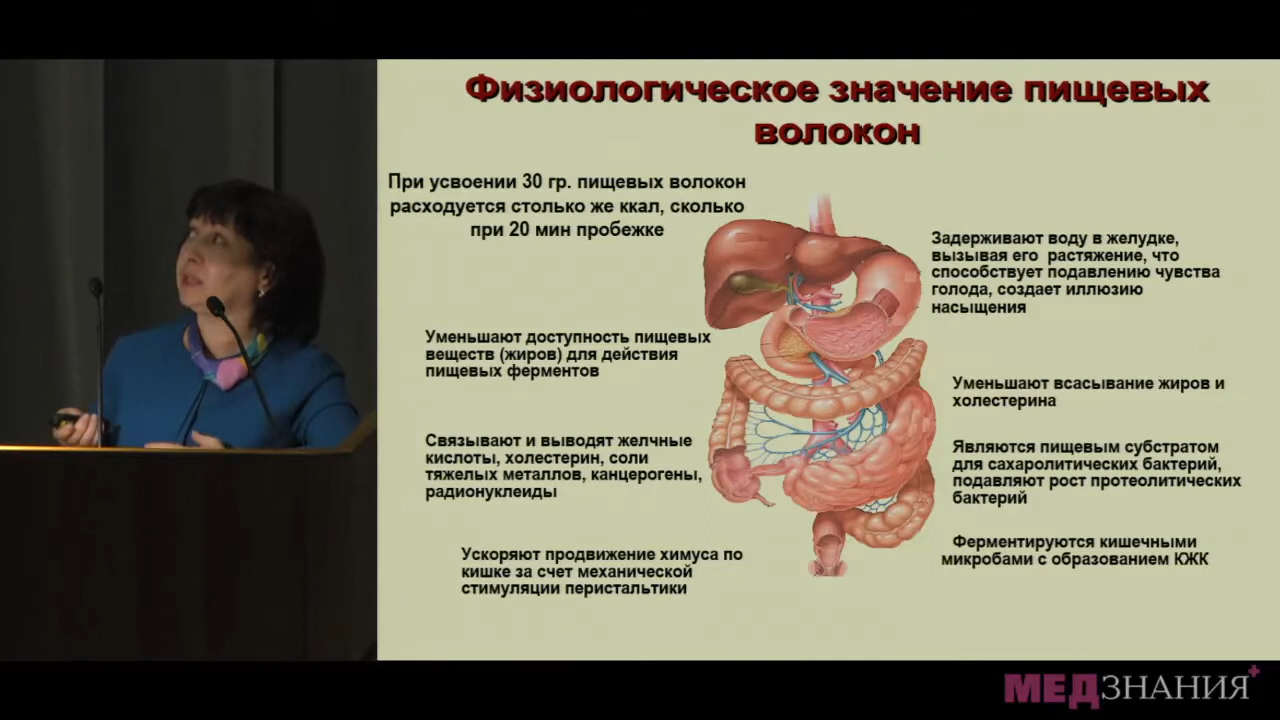 Физиологическое значение пищевых
волокон
При усвоении 30 гр. пищевых волокон
расходуется столько же ккал, сколько
при 20 мин пробежке
Уменьшают доступность пищевых
веществ (жиров) для действия
пищевых ферментов
Связывают и выводят желчные
кислоты, холестерин, соли
тяжелых металлов, канцерогены,
радионуклеиды
Ускоряют продвижение химуса по
кишке за счет механической
стимуляции перистальтики
Задерживают воду в желудке,
вызывая его растяжение, что
способствует подавлению чувства
голода, создает иллюзию
насыщения
Уменьшают всасывание жиров и
холестерина
Являются пищевым субстратом
для сахаролитических бактерий,
подавляют рост протеолитических
бактерий
Ферментируются кишечными
микробами с образованием КЖК
МЕДЗНАНИЯ+